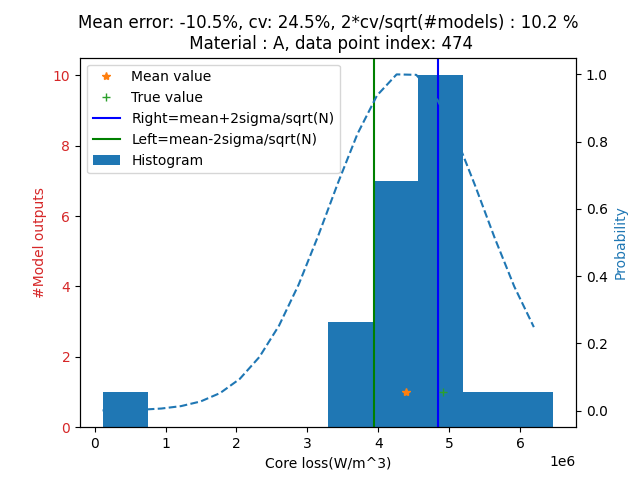 Mean error: -10.5%, cv: 24.5%, 2*cv/sqrt(#models) : 10.2 %
Material : A, data point index: 474
Mean value
True value
Right=mean+2sigma/sqrt(N)
Left=mean-2sigma/sqrt(N)
Histogram
#Model outputs
10
8
6
4
2
0
1.0
0.8
0.6
0.4
0.2
0.0
Probability
0 1 2 3 4 5 6
1e6
Core loss(W/m^3)